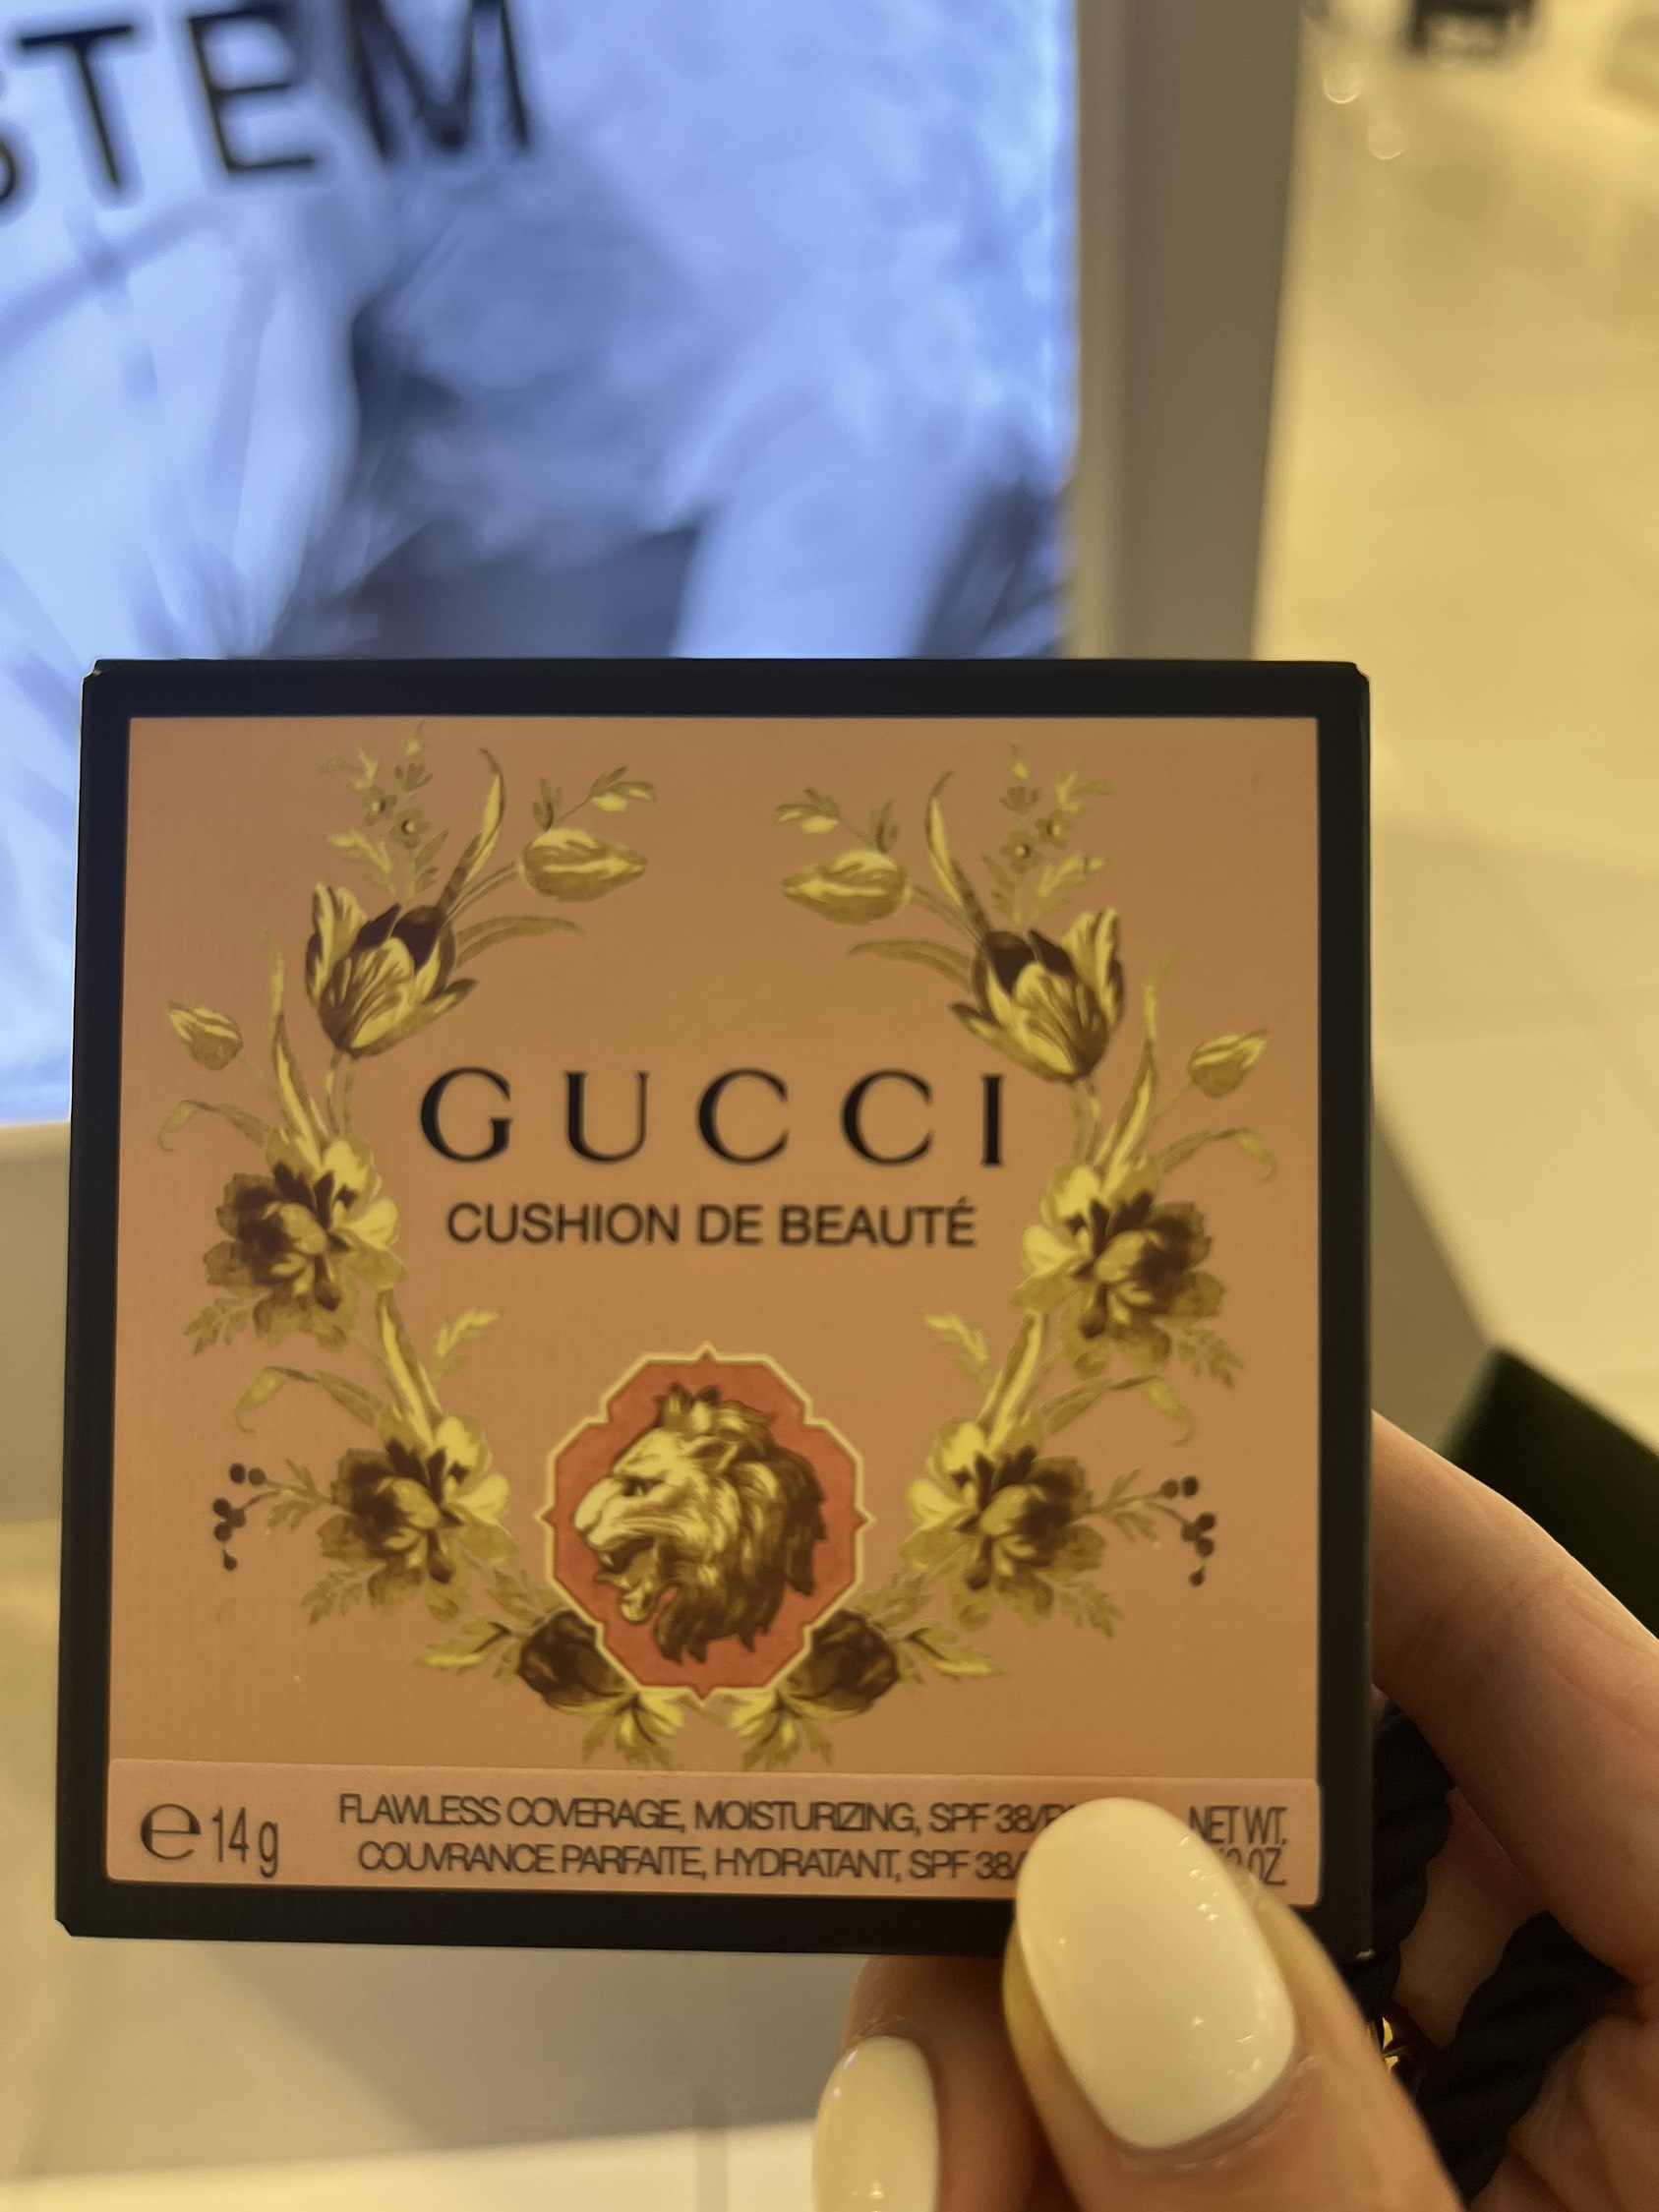 STEM
GUCCI
CUSHION DE BEAUTÉ
℮ 14 g
FLAWLESS COVERAGE, MOISTURIZING, SPF 38/
COUVRANCE PARFAITE, HYDRATANT, SPF 38/
NET WT.
OZ.